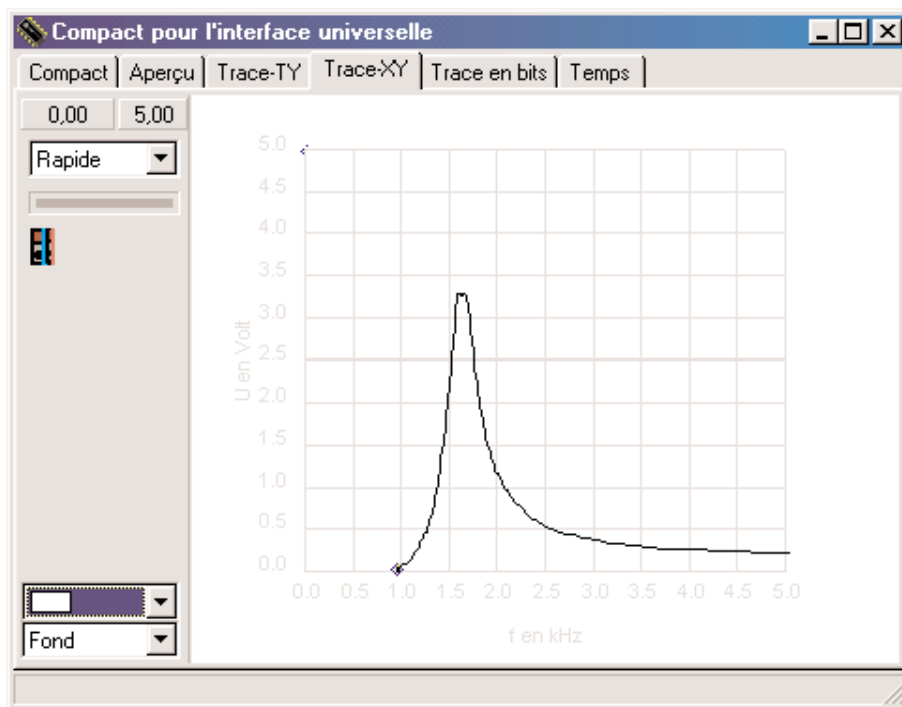 Compact pour l'interface universelle
Compact Aperçu Trace-TY Trace-XY Trace en bits Temps
0,00 5,00
Rapide
5.0
4.5
4.0
3.5
3.0
2.5
2.0
1.5
1.0
0.5
0.0
U en Volt
0.0 0.5 1.0 1.5 2.0 2.5 3.0 3.5 4.0 4.5 5.0
f en kHz
Fond